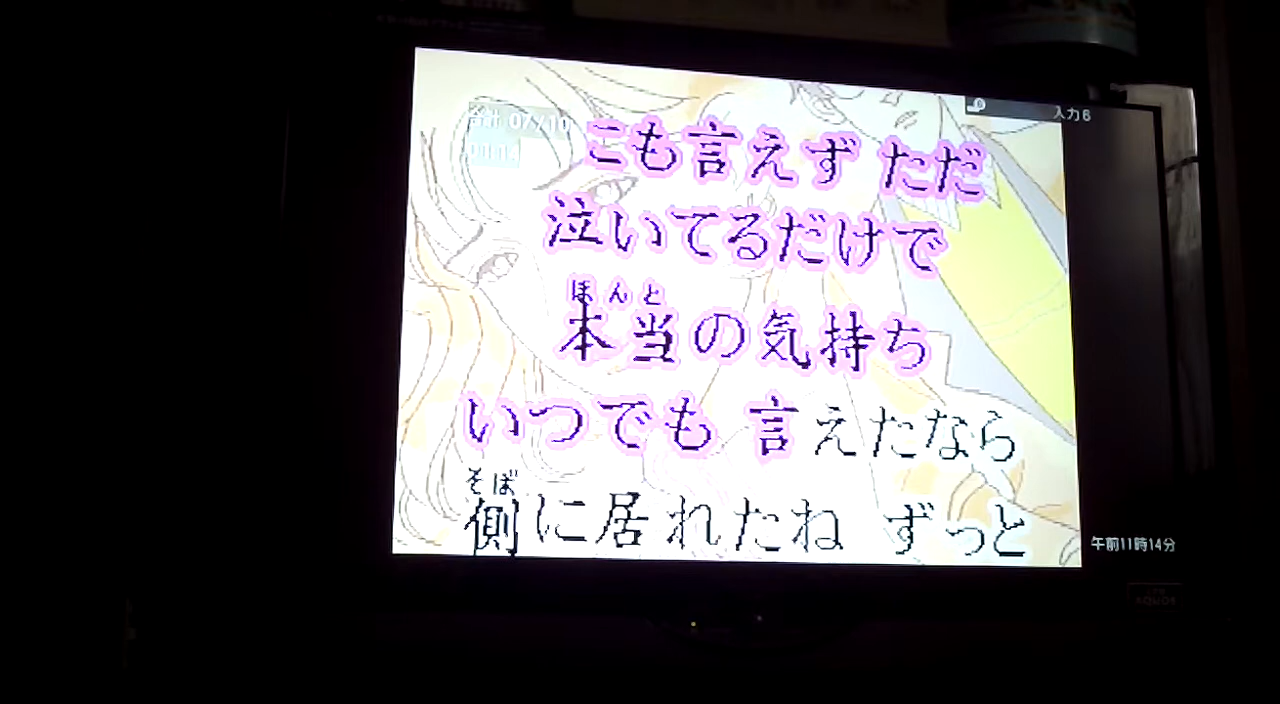 入力6
こも言えず ただ
泣いてるだけで
ほんと
本当の気持ち
いつでも 言えたなら
そば
側に居れたね ずっと
午前11時14分